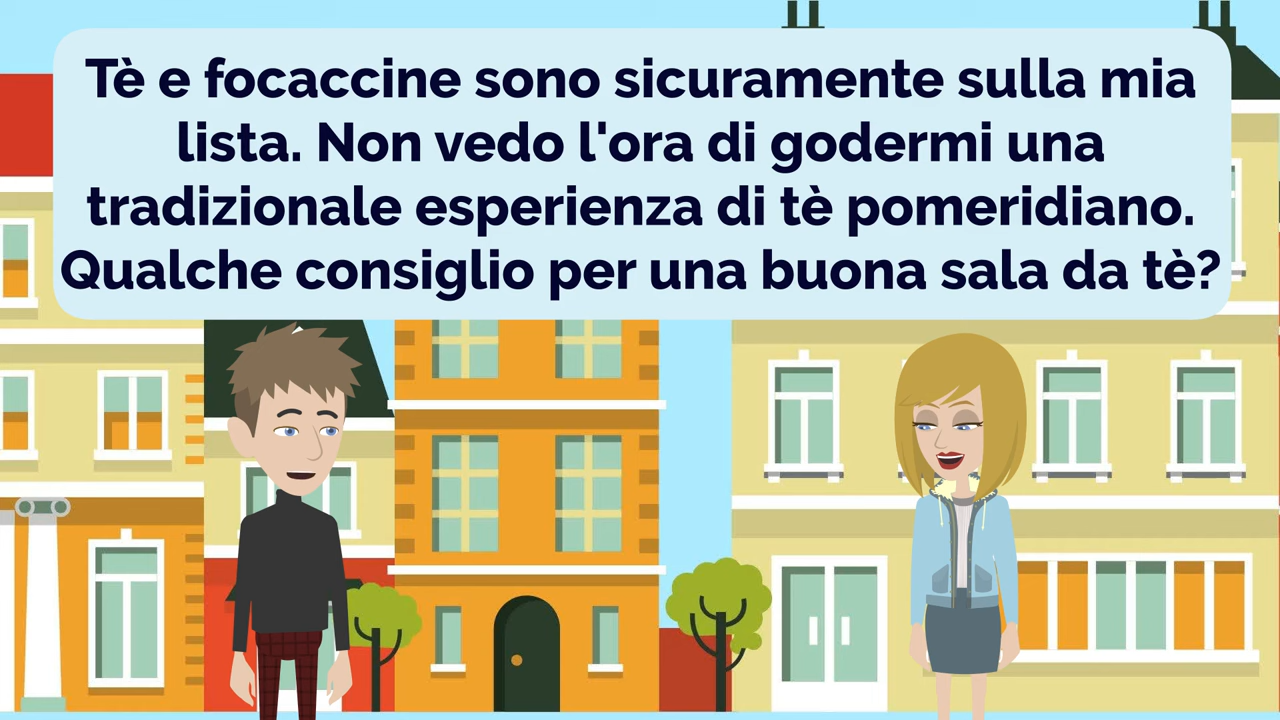 Tè e focaccine sono sicuramente sulla mia
lista. Non vedo l'ora di godermi una
tradizionale esperienza di tè pomeridiano.
Qualche consiglio per una buona sala da tè?